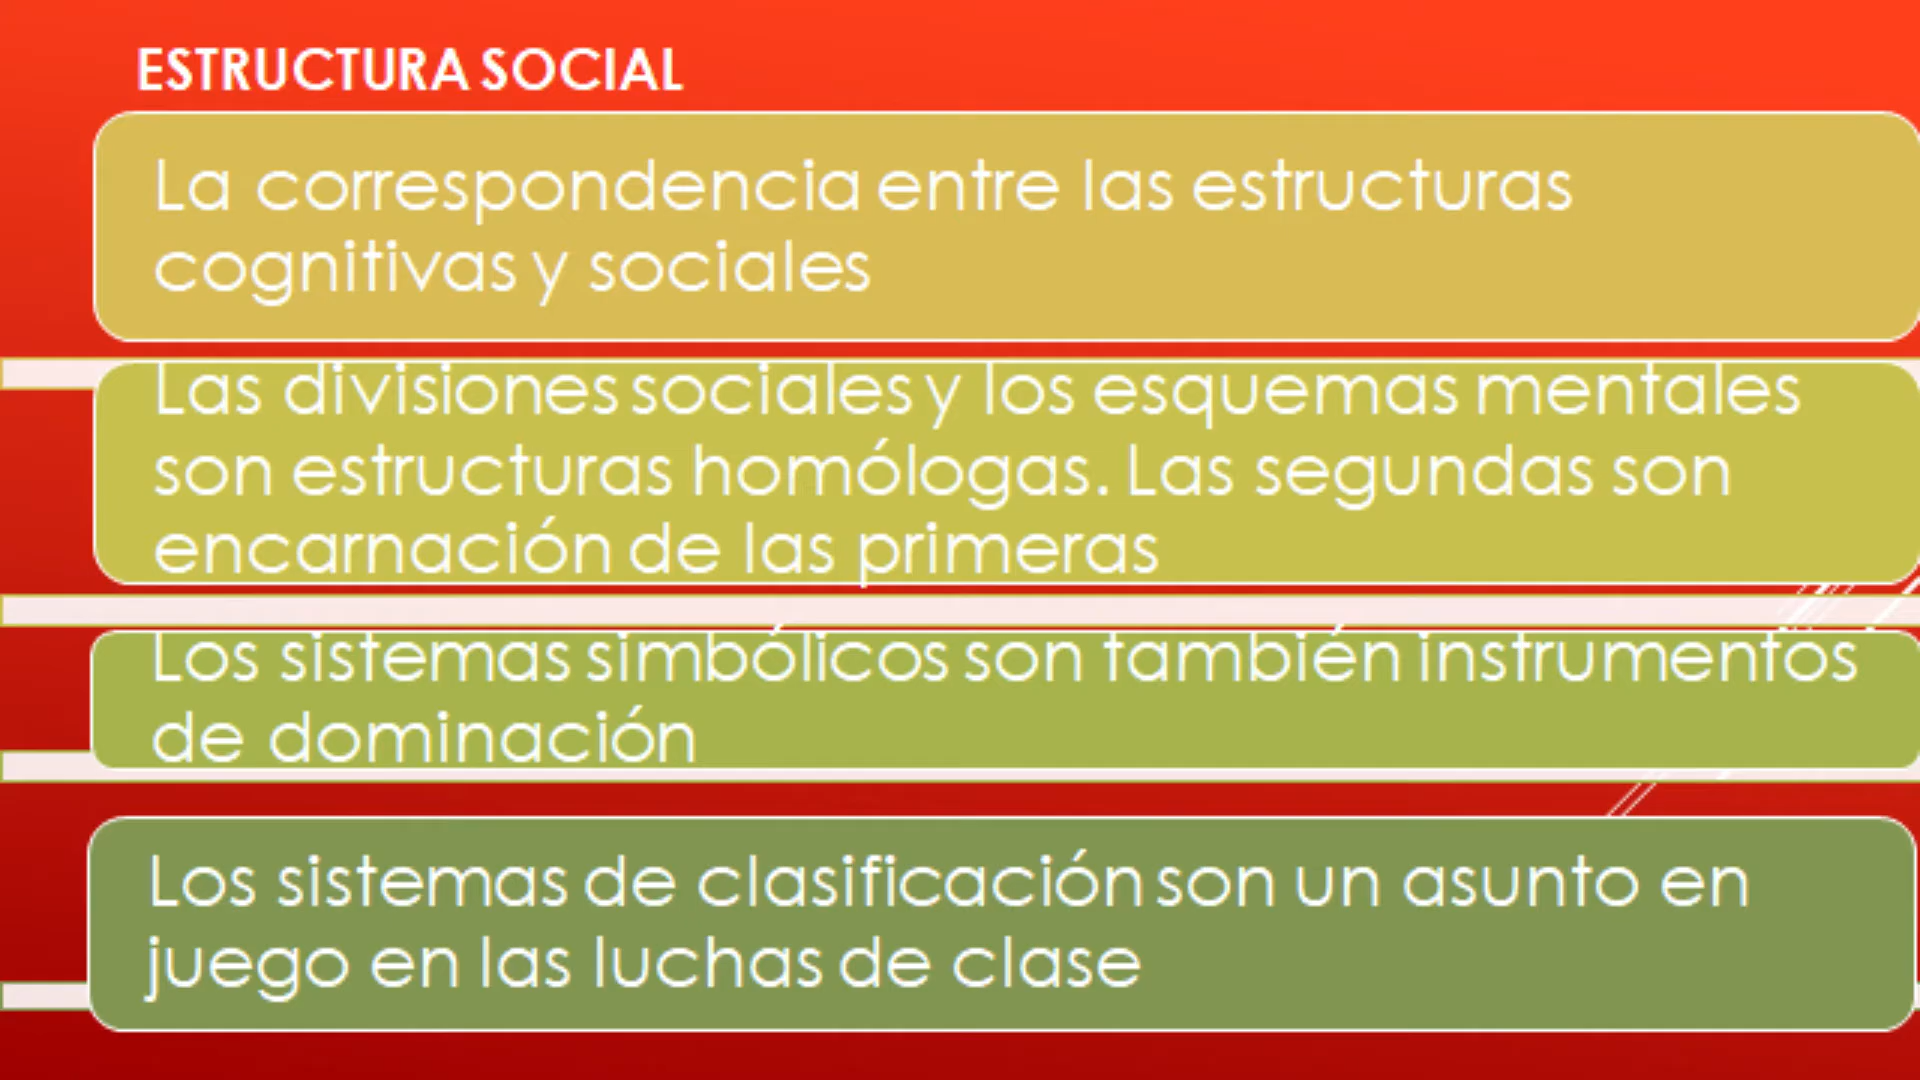 ESTRUCTURA SOCIAL
La correspondencia entre las estructuras
cognitivas y sociales
Las divisiones sociales y los esquemas mentales
son estructuras homólogas. Las segundas son
encarnación de las primeras
Los sistemas simbólicos son también instrumentos
de dominación
Los sistemas de clasificación son un asunto en
juego en las luchas de clase